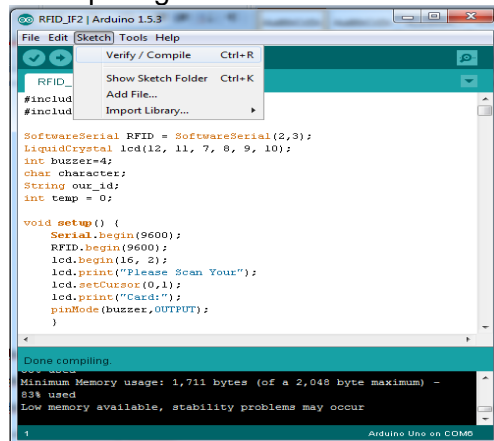 RFID_IF2 | Arduino 1.5.3
File Edit Sketch Tools Help
Verify / Compile Ctrl+R
Show Sketch Folder Ctrl+K
Add File...
Import Library...
RFID_
#includ
#includ
SoftwareSerial RFID = SoftwareSerial(2,3);
LiquidCrystal lcd(12, 11, 7, 8, 9, 10);
int buzzer=4;
char character;
String our_id;
int temp = 0;
void setup() {
Serial.begin(9600);
RFID.begin(9600);
lcd.begin(16, 2);
lcd.print("Please Scan Your");
lcd.setCursor(0,1);
lcd.print("Card:");
pinMode(buzzer,OUTPUT);
}
Done compiling.
Minimum Memory usage: 1,711 bytes (of a 2,048 byte maximum) -
83% used
Low memory available, stability problems may occur
1 Arduino Uno on COM6